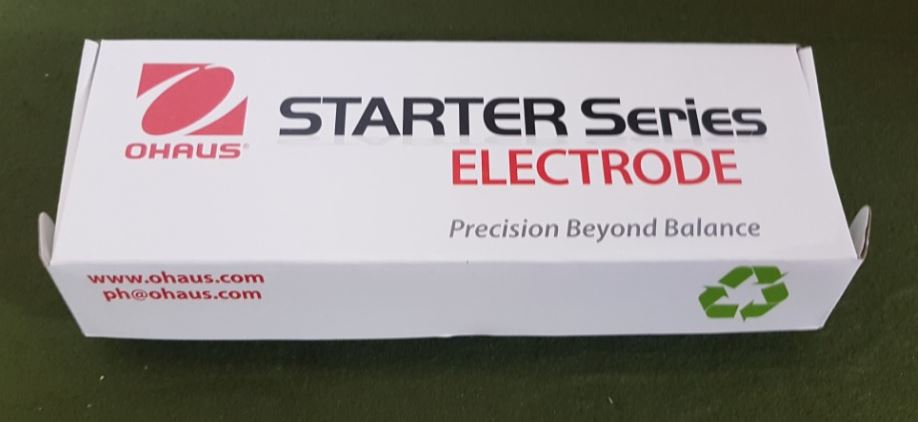 OHAUS®
STARTER Series
ELECTRODE
Precision Beyond Balance
www.ohaus.com
ph@ohaus.com